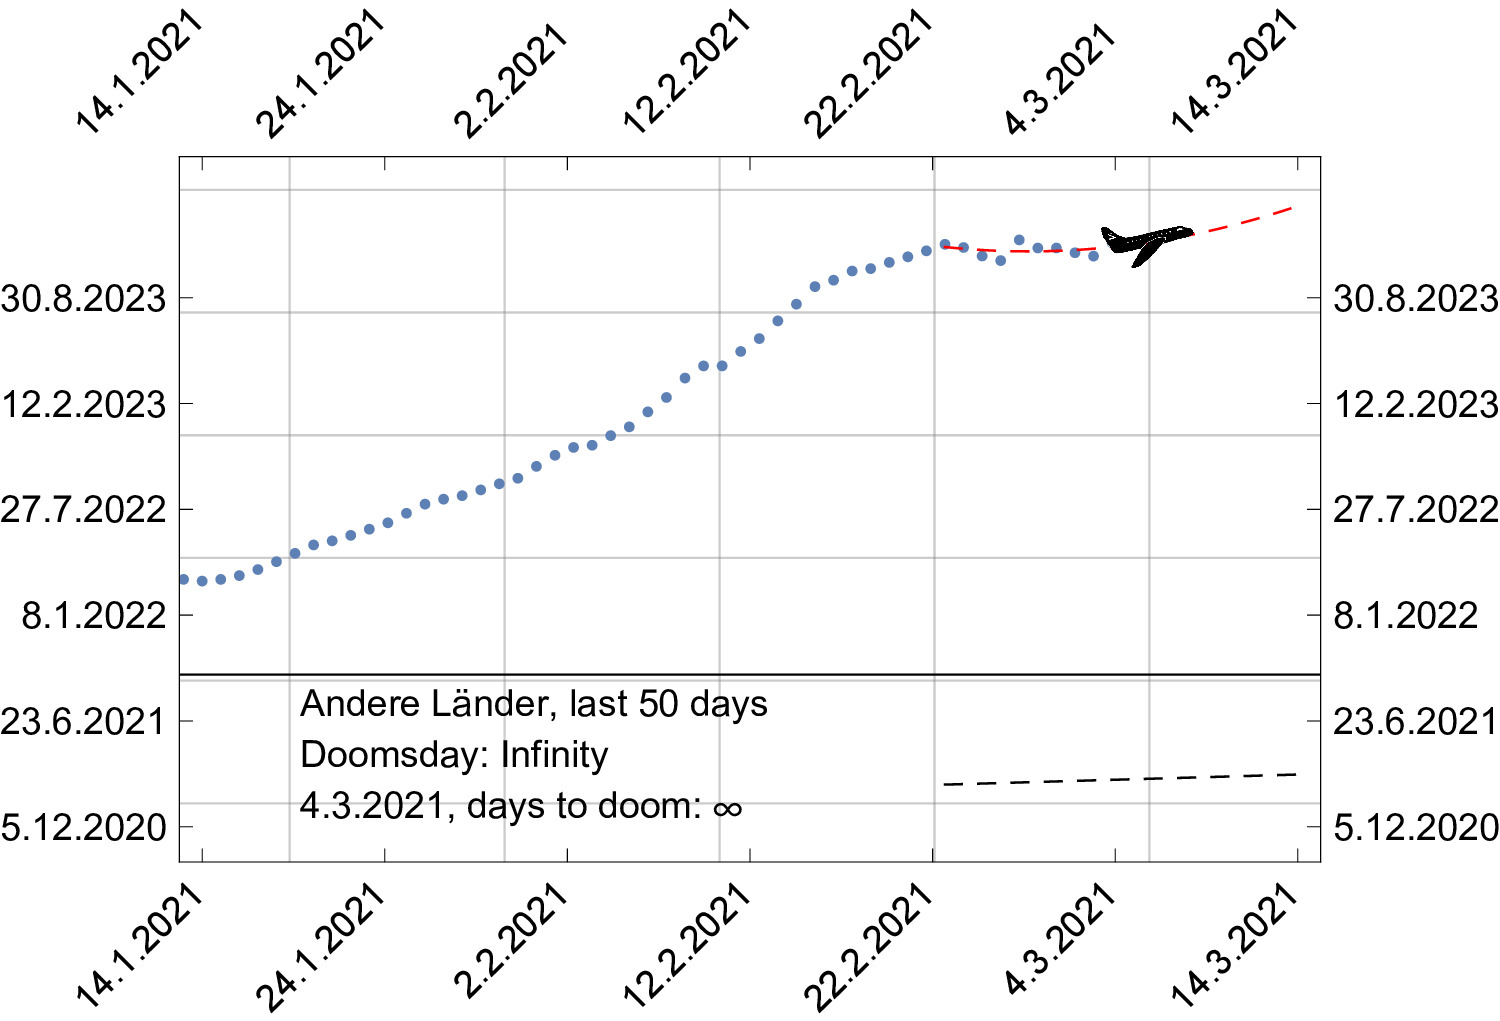 14.1.2021 24.1.2021 2.2.2021 12.2.2021 22.2.2021 4.3.2021 14.3.2021
30.8.2023 30.8.2023
12.2.2023 12.2.2023
27.7.2022 27.7.2022
8.1.2022 8.1.2022
Andere Länder, last 50 days
23.6.2021 23.6.2021
Doomsday: Infinity
4.3.2021, days to doom: ∞
5.12.2020 5.12.2020
14.1.2021 24.1.2021 2.2.2021 12.2.2021 22.2.2021 4.3.2021 14.3.2021